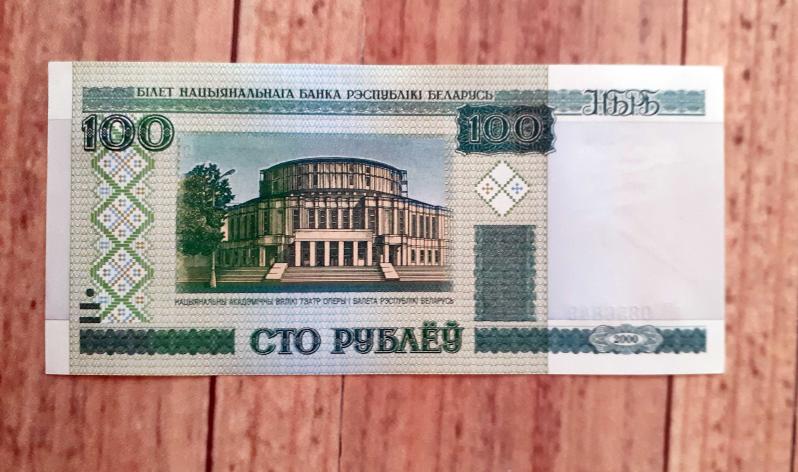 БІЛЕТ НАЦЫЯНАЛЬНАГА БАНКА РЭСПУБЛІКІ БЕЛАРУСЬ
НБРБ
100
100
НАЦЫЯНАЛЬНЫ АКАДЭМІЧНЫ ВЯЛІКІ ТЭАТР ОПЕРЫ І БАЛЕТА РЭСПУБЛІКІ БЕЛАРУСЬ
СТО РУБЛЁЎ
2000